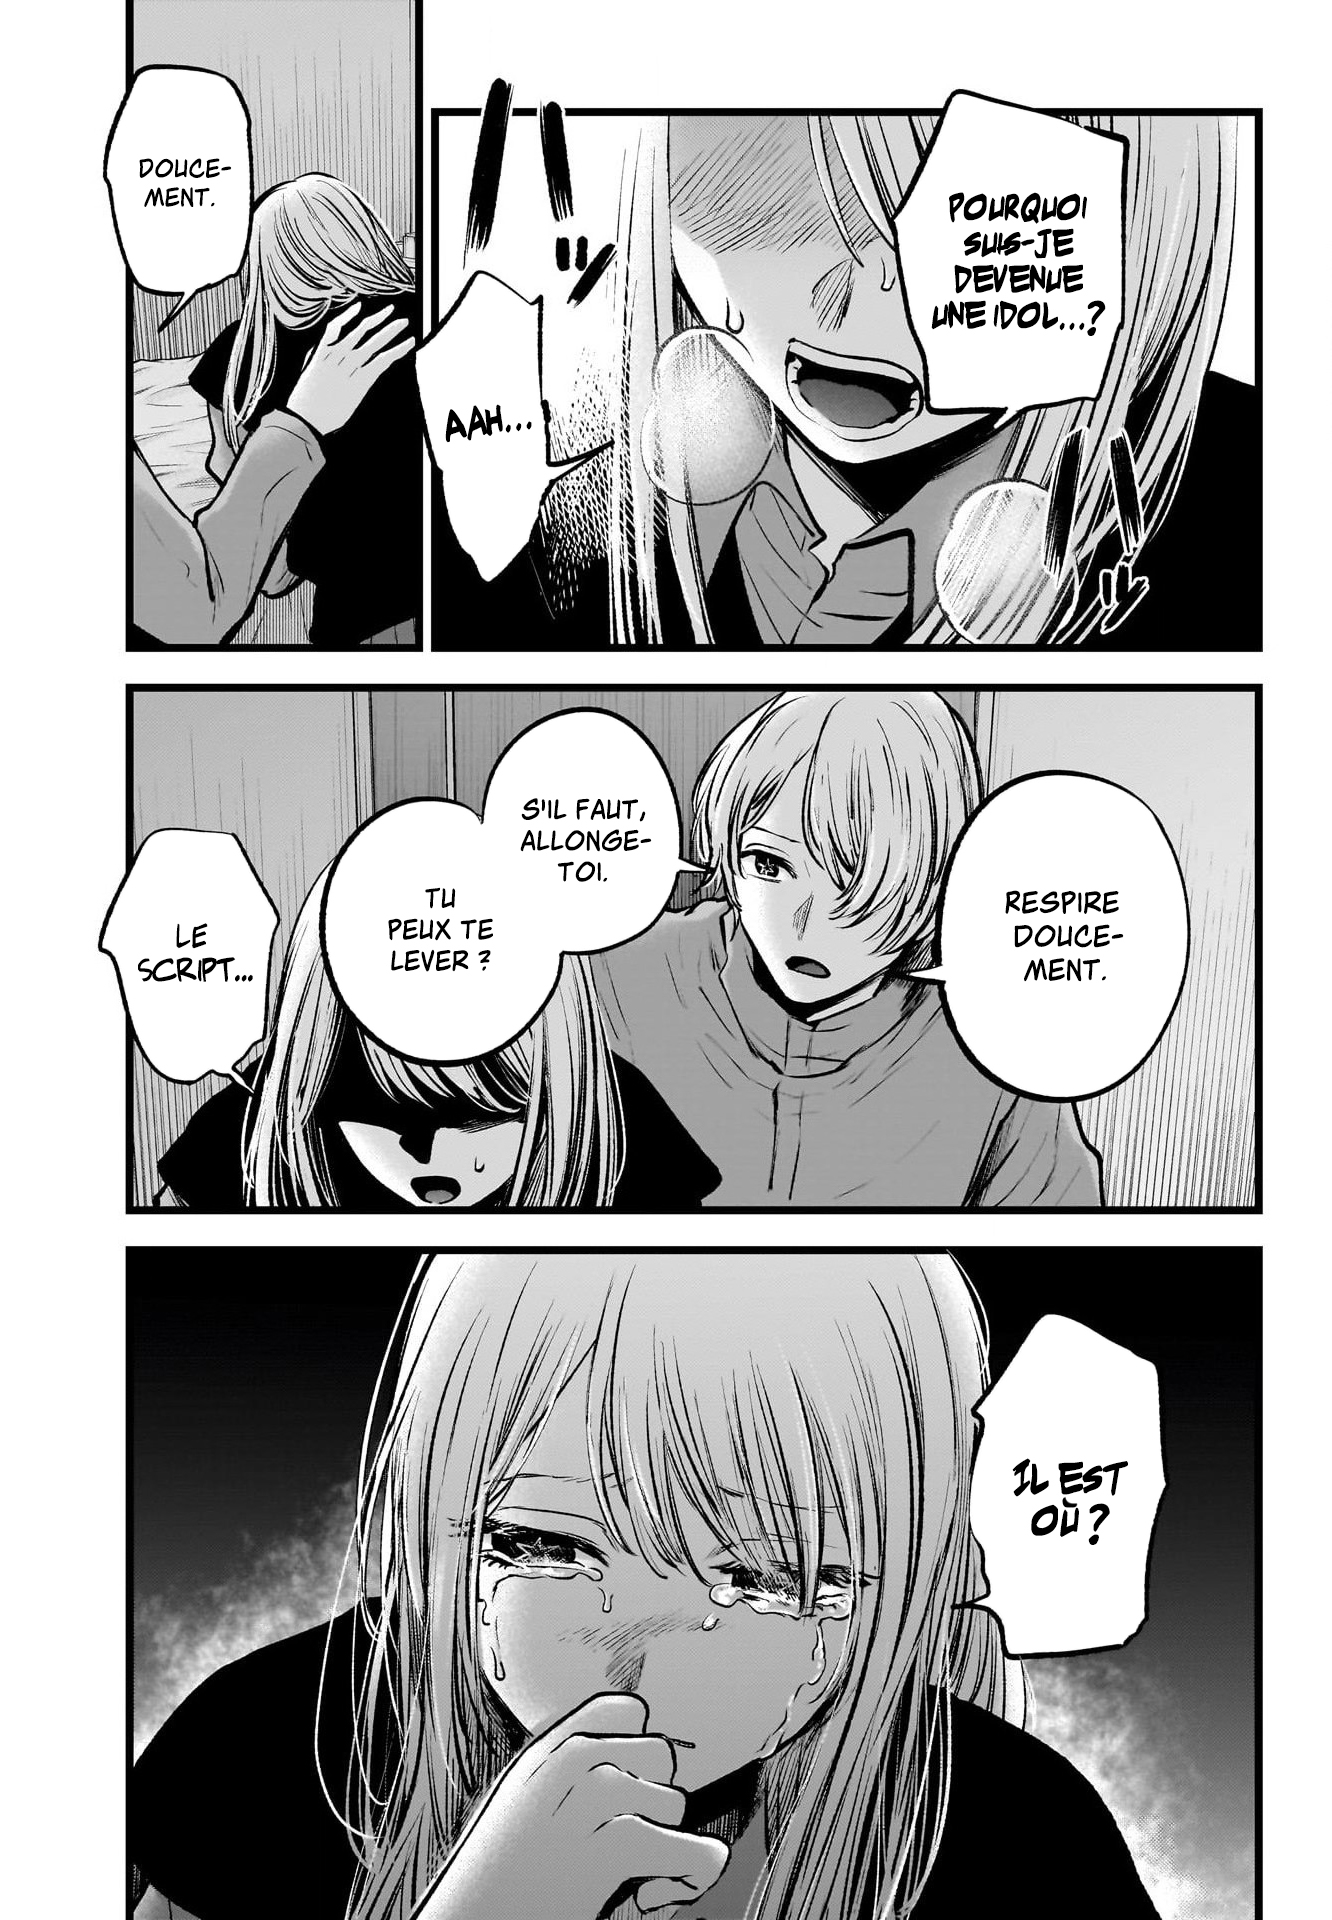 POURQUOI
SUIS-JE
DEVENUE
UNE IDOL...?
AAH...
DOUCE-
MENT.
RESPIRE
DOUCE-
MENT.
S'IL FAUT,
ALLONGE-
TOI.
TU
PEUX TE
LEVER ?
LE
SCRIPT...
IL EST
OÙ ?